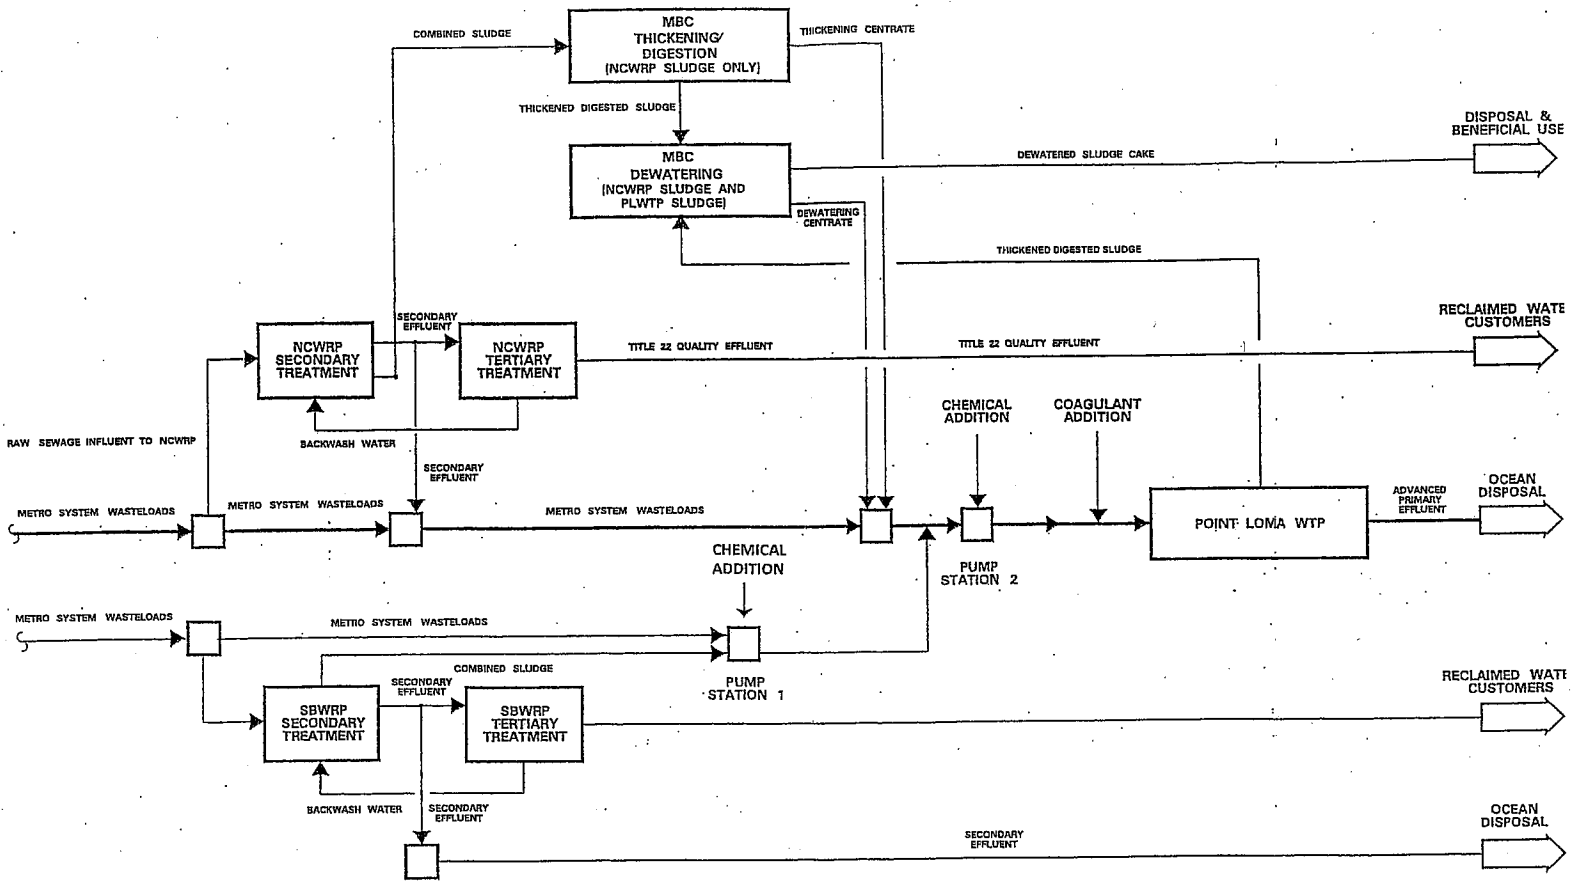 MBC
THICKENING/
DIGESTION
(NCWRP SLUDGE ONLY)
COMBINED SLUDGE
THICKENING CENTRATE
THICKENED DIGESTED SLUDGE
MBC
DEWATERING
(NCWRP SLUDGE AND
PLWTP SLUDGE)
DEWATERED SLUDGE CAKE
DISPOSAL &
BENEFICIAL USE
DEWATERING
CENTRATE
THICKENED DIGESTED SLUDGE
NCWRP
SECONDARY
TREATMENT
SECONDARY
EFFLUENT
NCWRP
TERTIARY
TREATMENT
TITLE 22 QUALITY EFFLUENT
TITLE 22 QUALITY EFFLUENT
RECLAIMED WATE
CUSTOMERS
BACKWASH WATER
RAW SEWAGE INFLUENT TO NCWRP
SECONDARY
EFFLUENT
CHEMICAL
ADDITION
COAGULANT
ADDITION
METRO SYSTEM WASTELOADS
METRO SYSTEM WASTELOADS
METRO SYSTEM WASTELOADS
PUMP
STATION 2
POINT LOMA WTP
ADVANCED
PRIMARY
EFFLUENT
OCEAN
DISPOSAL
CHEMICAL
ADDITION
METRO SYSTEM WASTELOADS
METRO SYSTEM WASTELOADS
PUMP
STATION 1
COMBINED SLUDGE
SBWRP
SECONDARY
TREATMENT
SECONDARY
EFFLUENT
SBWRP
TERTIARY
TREATMENT
RECLAIMED WATE
CUSTOMERS
BACKWASH WATER
SECONDARY
EFFLUENT
SECONDARY
EFFLUENT
OCEAN
DISPOSAL